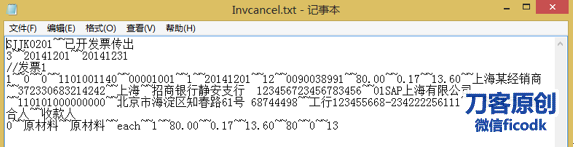 Invcancel.txt - 记事本
文件(F) 编辑(E) 格式(O) 查看(V) 帮助(H)
SJJK0201~~已开发票传出
3~~20141201~~20141231
//发票1
1~~0~~0~~1101001140~~00001001~~1~~20141201~~12~~0090038991~~80.00~~0.17~~13.60~~上海某经销商
~~372330683214242~~上海~~招商银行静安支行 123456723456783456~~01SAP上海有限公司
~~110101000000000~~北京市海淀区知春路61号 68744498~~工行123455668-234222256111
合人~~收款人
0~~原材料~~原材料~~each~~1~~80.00~~0.17~~13.60~~80~~0~~13
刀客原创
微信ficodk